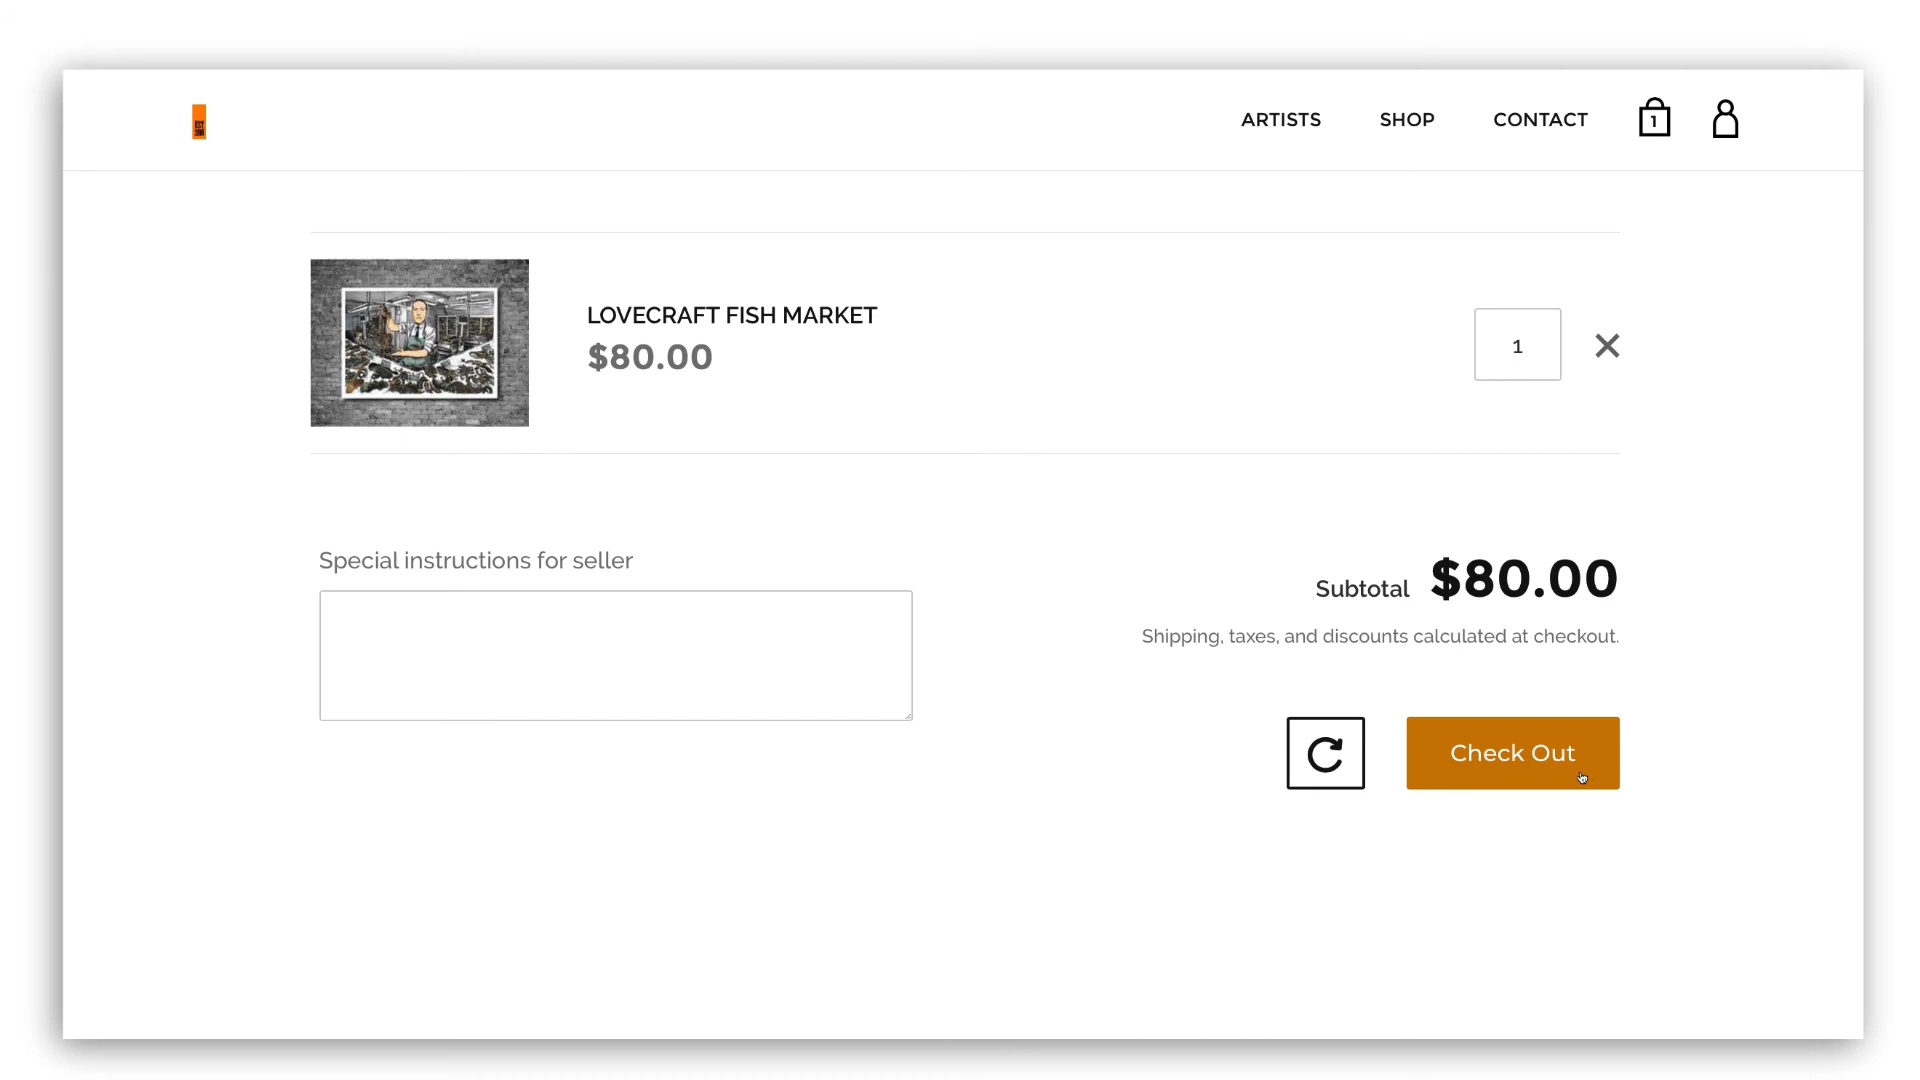 EST.
ARTISTS
SHOP
CONTACT
1
LOVECRAFT FISH MARKET
$80.00
1
Special instructions for seller
Subtotal $80.00
Shipping, taxes, and discounts calculated at checkout.
Check Out